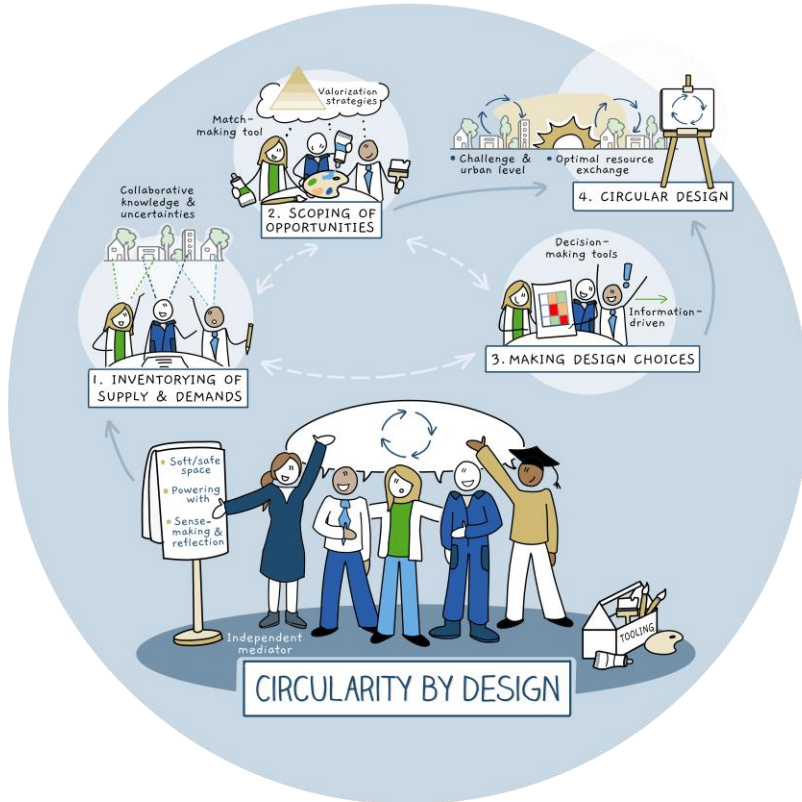 Valorization
strategies
Match-
making tool
2. SCOPING OF
OPPORTUNITIES
• Challenge &
urban level
• Optimal resource
exchange
4. CIRCULAR DESIGN
Collaborative
knowledge &
uncertainties
1. INVENTORYING OF
SUPPLY & DEMANDS
Decision-
making tools
!
Information-
driven
3. MAKING DESIGN CHOICES
• Soft/safe
space
• Powering
with
• Sense-
making &
reflection
Independent
mediator
TOOLING
CIRCULARITY BY DESIGN